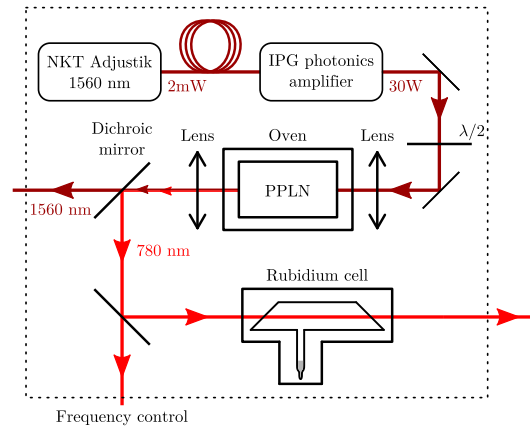 NKT Adjustik
1560 nm
2mW
IPG photonics
amplifier
30W
λ/2
Dichroic
mirror
Lens
Oven
Lens
PPLN
1560 nm
780 nm
Rubidium cell
Frequency control